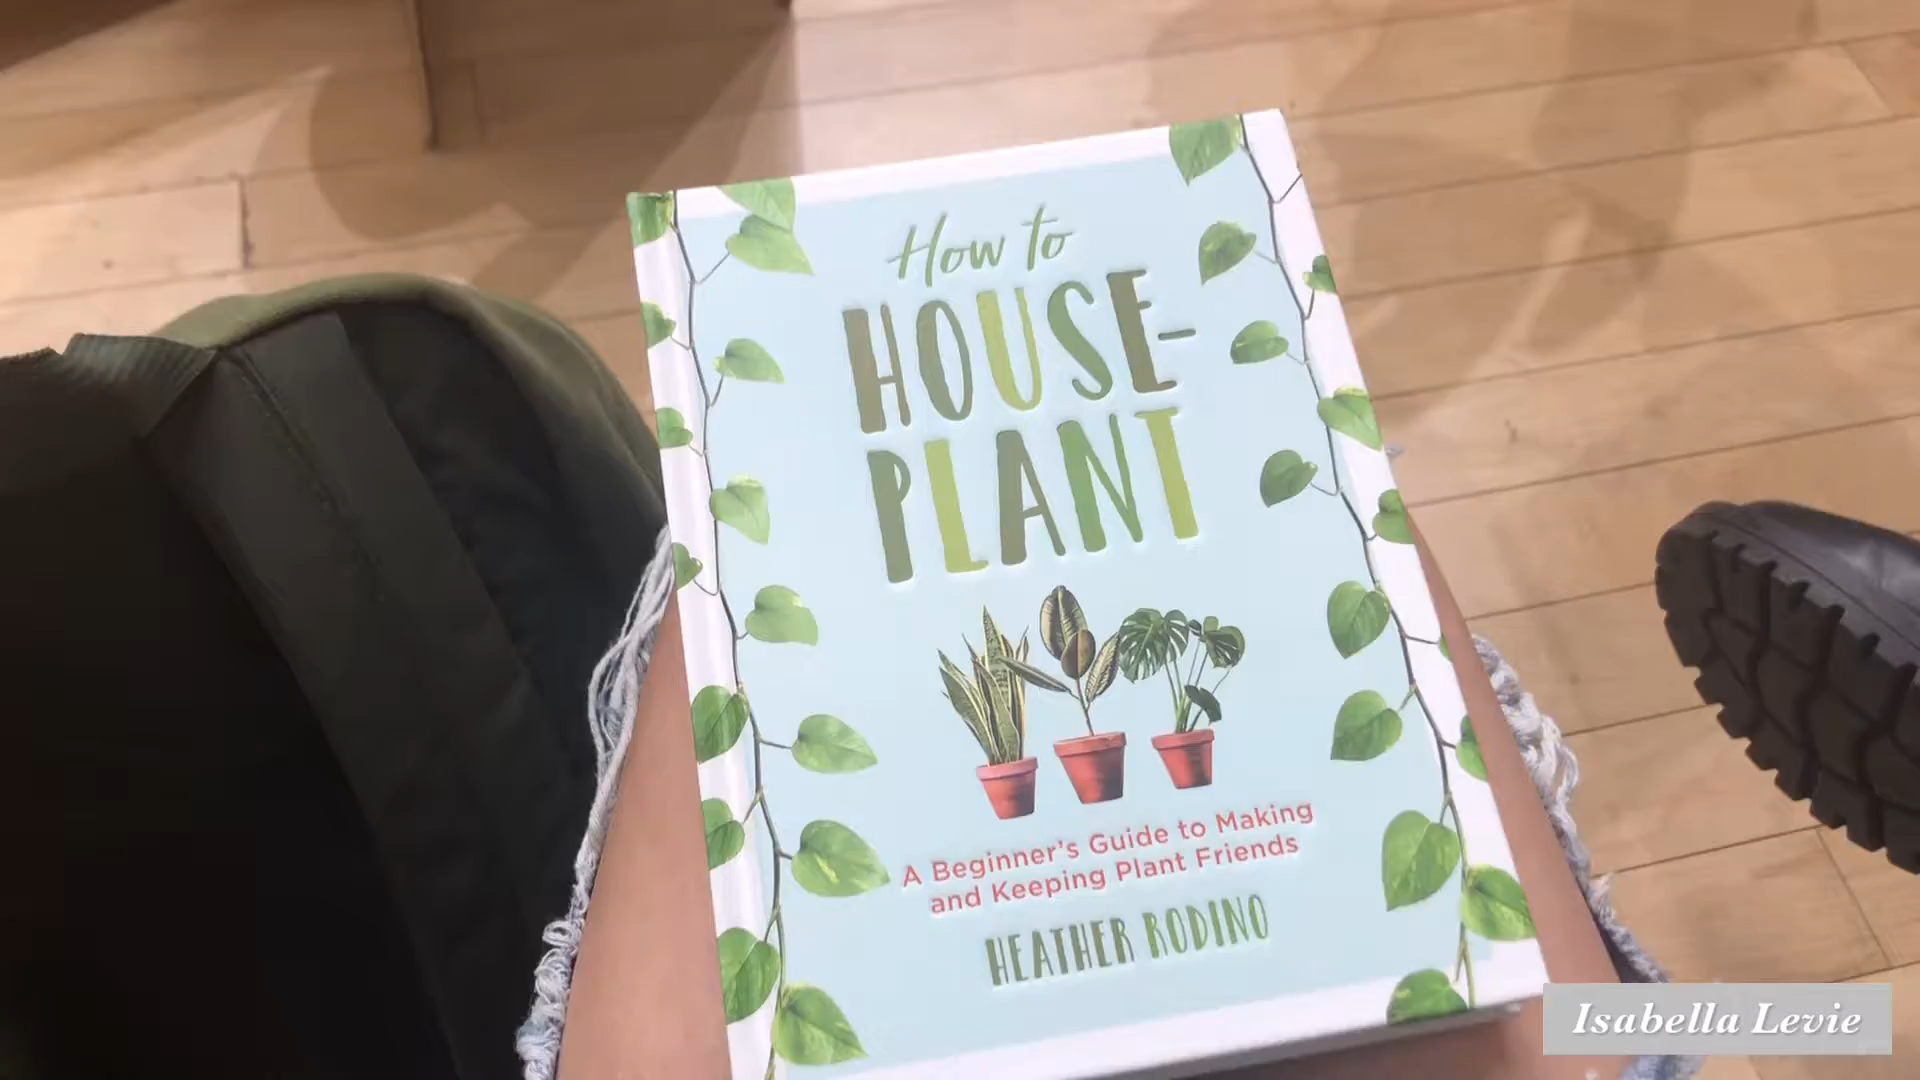 How to
HOUSE-
PLANT
A Beginner's Guide to Making
and Keeping Plant Friends
HEATHER RODINO
Isabella Levie